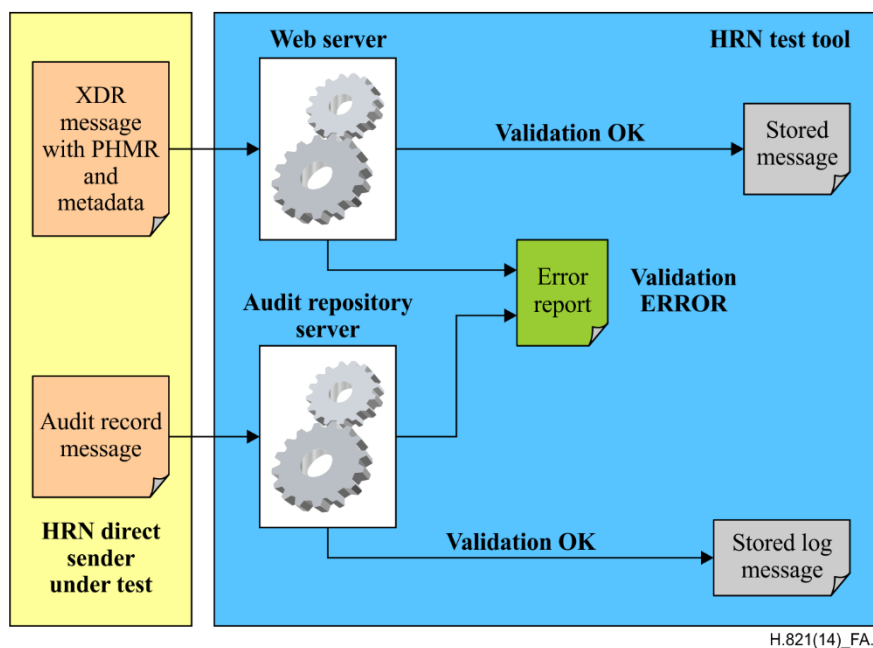 Web server
HRN test tool
XDR
message
with PHMR
and
metadata
Validation OK
Stored
message
Error
report
Validation
ERROR
Audit repository
server
Audit record
message
HRN direct
sender
under test
Validation OK
Stored log
message
H.821(14)_FA.